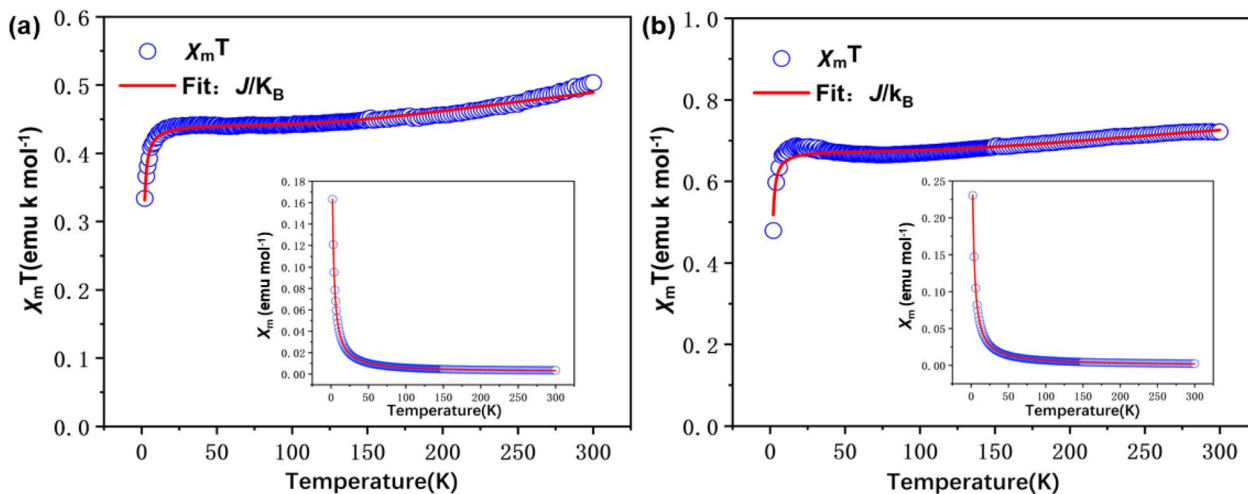 (a)
0.6
0.5
0.4
0.3
0.2
0.1
0.0
χmT(emu k mol-1)
χmT
Fit: J/KB
0.18
0.16
0.14
0.12
0.10
0.08
0.06
0.04
0.02
0.00
Xm (emu mol-1)
0 50 100 150 200 250 300
Temperature(K)
0 50 100 150 200 250 300
Temperature(K)
(b)
1.0
0.8
0.6
0.4
0.2
0.0
χmT(emu k mol-1)
χmT
Fit: J/kB
0.25
0.20
0.15
0.10
0.05
0.00
Xm (emu mol-1)
0 50 100 150 200 250 300
Temperature(K)
0 50 100 150 200 250 300
Temperature(K)